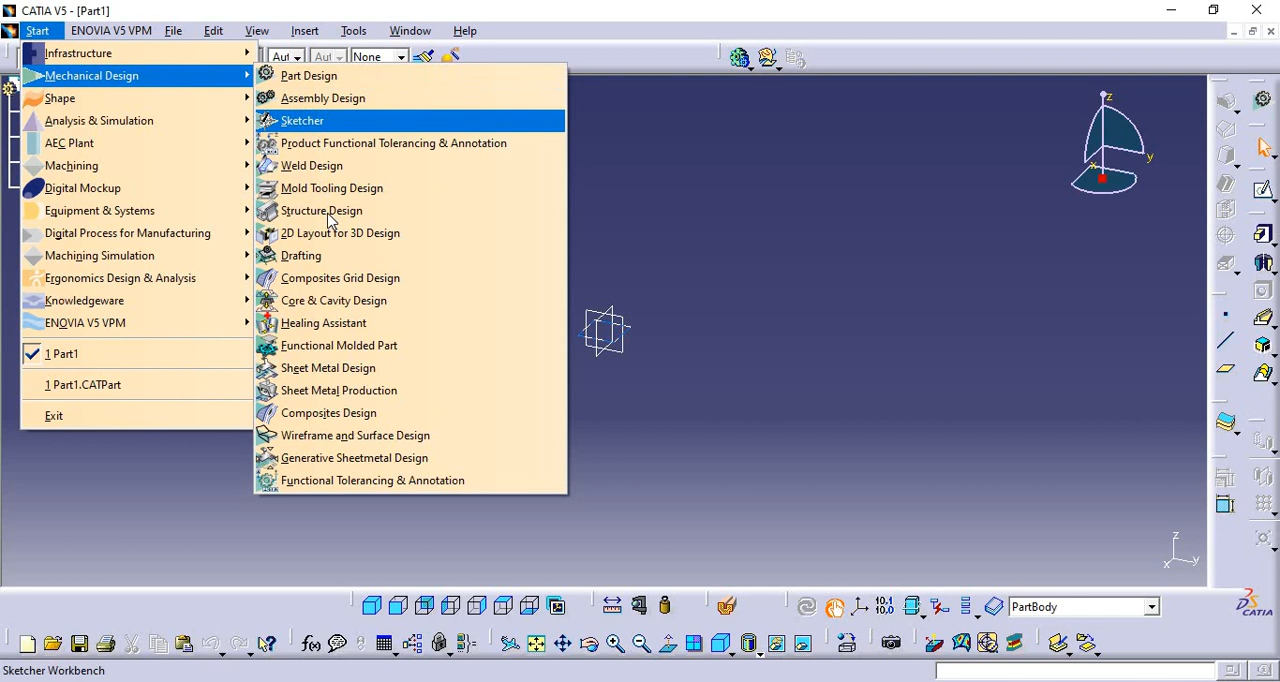 CATIA V5 - [Part1]
Start ENOVIA V5 VPM File Edit View Insert Tools Window Help
Aut Aut None
Infrastructure
Mechanical Design
Shape
Analysis & Simulation
AEC Plant
Machining
Digital Mockup
Equipment & Systems
Digital Process for Manufacturing
Machining Simulation
Ergonomics Design & Analysis
Knowledgeware
ENOVIA V5 VPM
1 Part1
1 Part1.CATPart
Exit
Part Design
Assembly Design
Sketcher
Product Functional Tolerancing & Annotation
Weld Design
Mold Tooling Design
Structure Design
2D Layout for 3D Design
Drafting
Composites Grid Design
Core & Cavity Design
Healing Assistant
Functional Molded Part
Sheet Metal Design
Sheet Metal Production
Composites Design
Wireframe and Surface Design
Generative Sheetmetal Design
Functional Tolerancing & Annotation
z
y
x
z
x y
10.1
PartBody
CATIA
f(x)
Sketcher Workbench